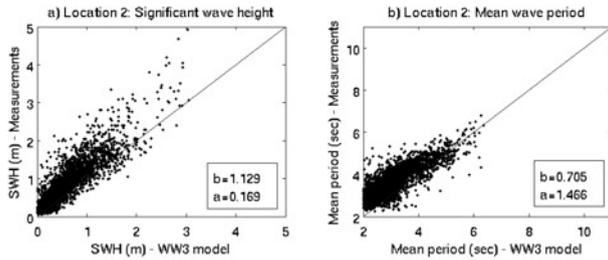 a) Location 2: Significant wave height
SWH (m) - Measurements
5
4
3
2
1
0
0 1 2 3 4 5
b=1.129
a=0.169
SWH (m) - WW3 model
b) Location 2: Mean wave period
Mean period (sec) - Measurements
10
8
6
4
2
2 4 6 8 10
b=0.705
a=1.466
Mean period (sec) - WW3 model